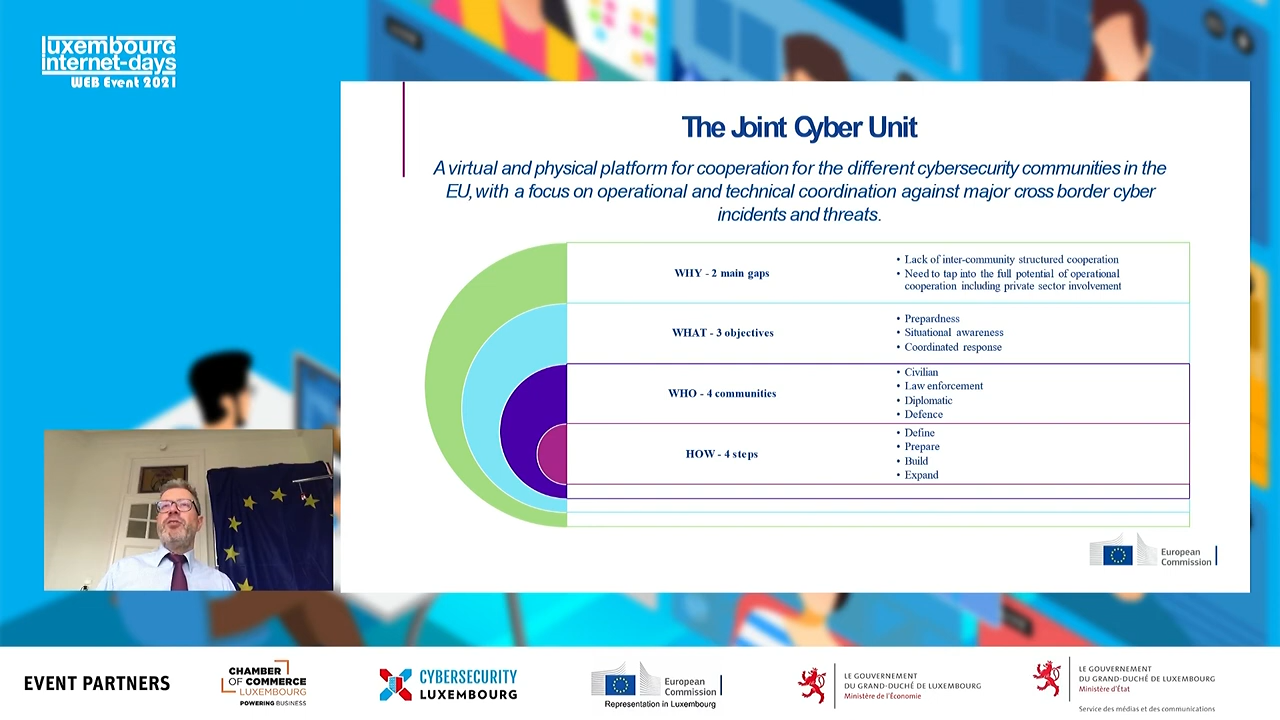 luxembourg
internet-days
WEB Event 2021
The Joint Cyber Unit
A virtual and physical platform for cooperation for the different cybersecurity communities in the
EU, with a focus on operational and technical coordination against major cross border cyber
incidents and threats.
WHY - 2 main gaps
• Lack of inter-community structured cooperation
• Need to tap into the full potential of operational
cooperation including private sector involvement
WHAT - 3 objectives
• Prepardness
• Situational awareness
• Coordinated response
WHO - 4 communities
• Civilian
• Law enforcement
• Diplomatic
• Defence
HOW - 4 steps
• Define
• Prepare
• Build
• Expand
European
Commission
EVENT PARTNERS
CHAMBER
OF COMMERCE
LUXEMBOURG
POWERING BUSINESS
CYBERSECURITY
LUXEMBOURG
European
Commission
Representation in Luxembourg
LE GOUVERNEMENT
DU GRAND-DUCHÉ DE LUXEMBOURG
Ministère de l'Économie
LE GOUVERNEMENT
DU GRAND-DUCHÉ DE LUXEMBOURG
Ministère d'État
Service des médias et des communications